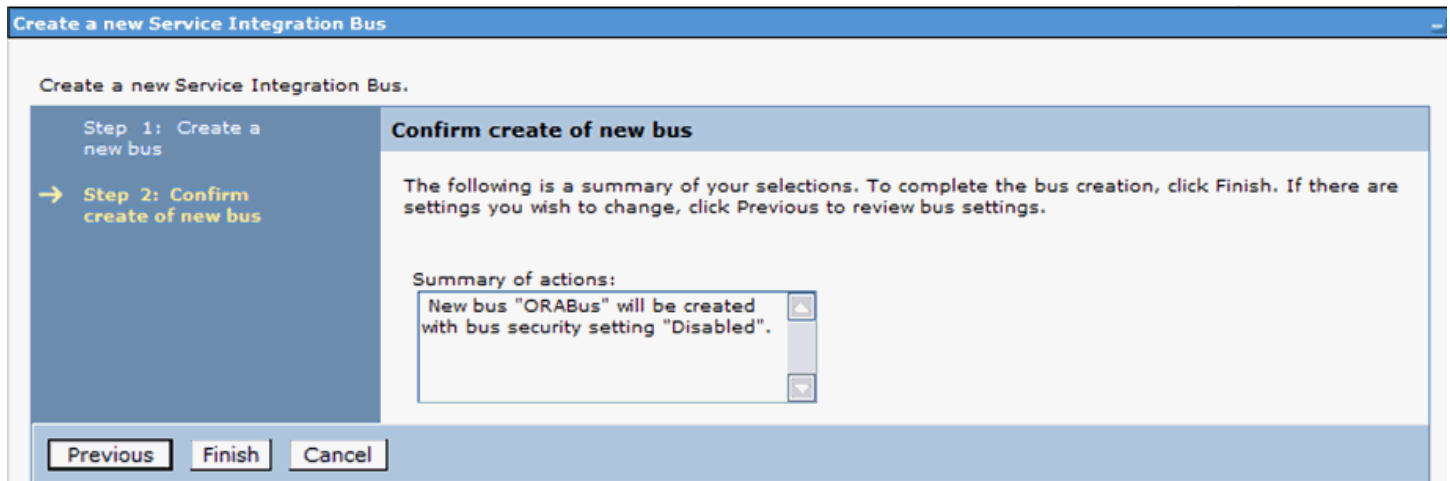 Create a new Service Integration Bus
Create a new Service Integration Bus.
Step 1: Create a
new bus
→ Step 2: Confirm
create of new bus
Confirm create of new bus
The following is a summary of your selections. To complete the bus creation, click Finish. If there are
settings you wish to change, click Previous to review bus settings.
Summary of actions:
New bus "ORABus" will be created
with bus security setting "Disabled".
Previous Finish Cancel